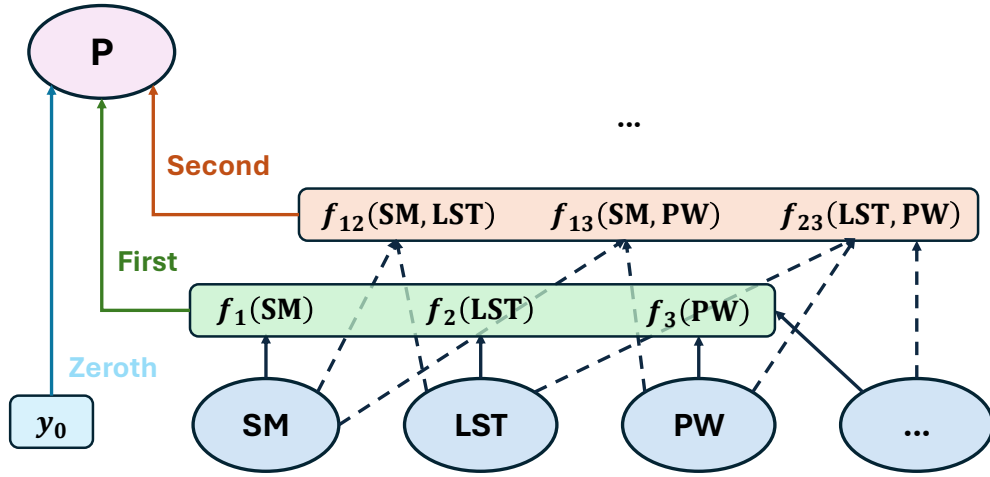 P
...
Second
f₁₂(SM, LST) f₁₃(SM, PW) f₂₃(LST, PW)
First
f₁(SM) f₂(LST) f₃(PW)
Zeroth
y₀ SM LST PW ...